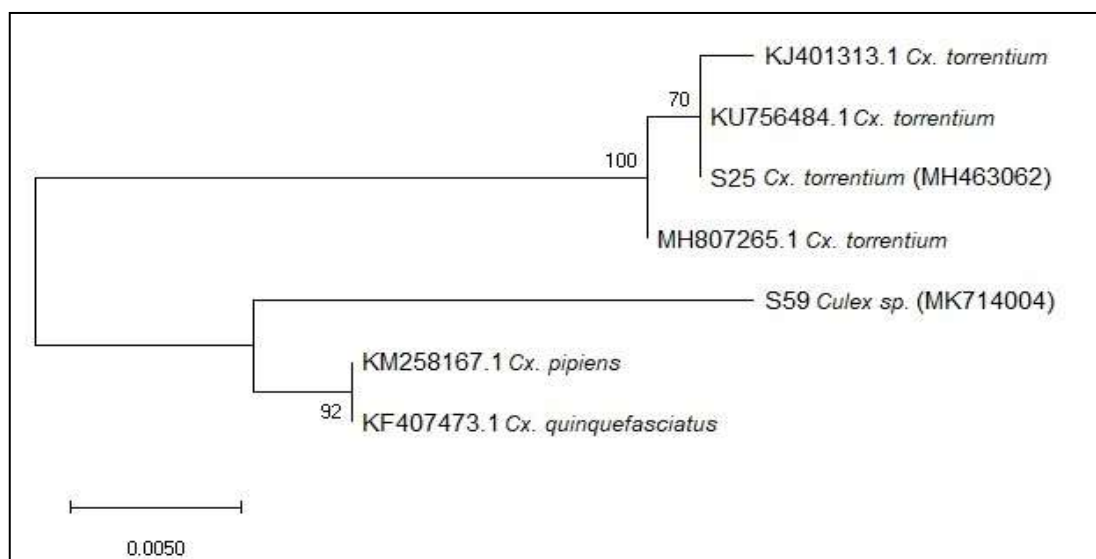 KJ401313.1 Cx. torrentium
70
KU756484.1 Cx. torrentium
100
S25 Cx. torrentium (MH463062)
MH807265.1 Cx. torrentium
S59 Culex sp. (MK714004)
KM258167.1 Cx. pipiens
92
KF407473.1 Cx. quinquefasciatus
0.0050